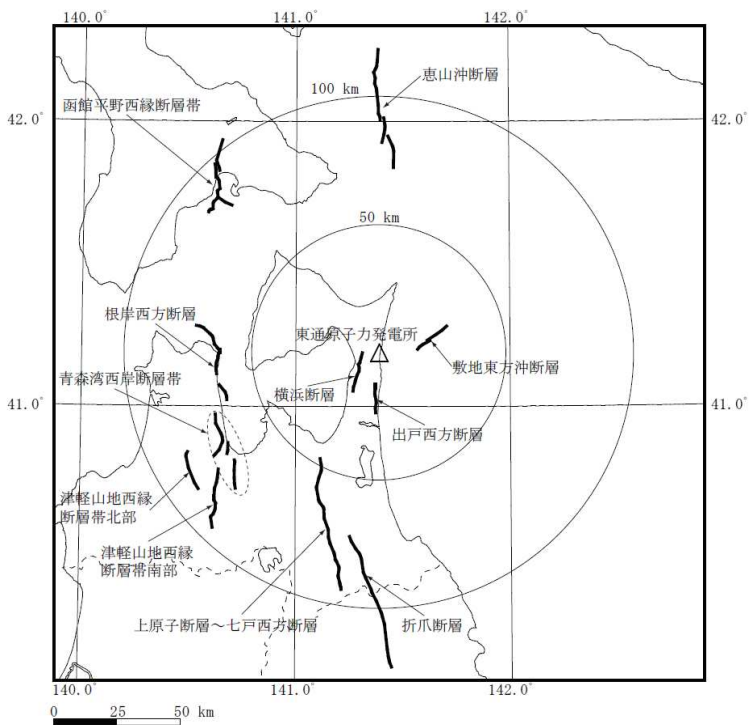 140.0°
141.0°
142.0°
恵山沖断層
100 km
函館平野西縁断層帯
42.0°
42.0°
50 km
根岸西方断層
東通原子力発電所
青森湾西岸断層帯
敷地東方沖断層
横浜断層
41.0°
41.0°
出戸西方断層
津軽山地西縁
断層帯北部
津軽山地西縁
断層帯南部
上原子断層～七戸西方断層
折爪断層
140.0°
141.0°
142.0°
0 25 50 km